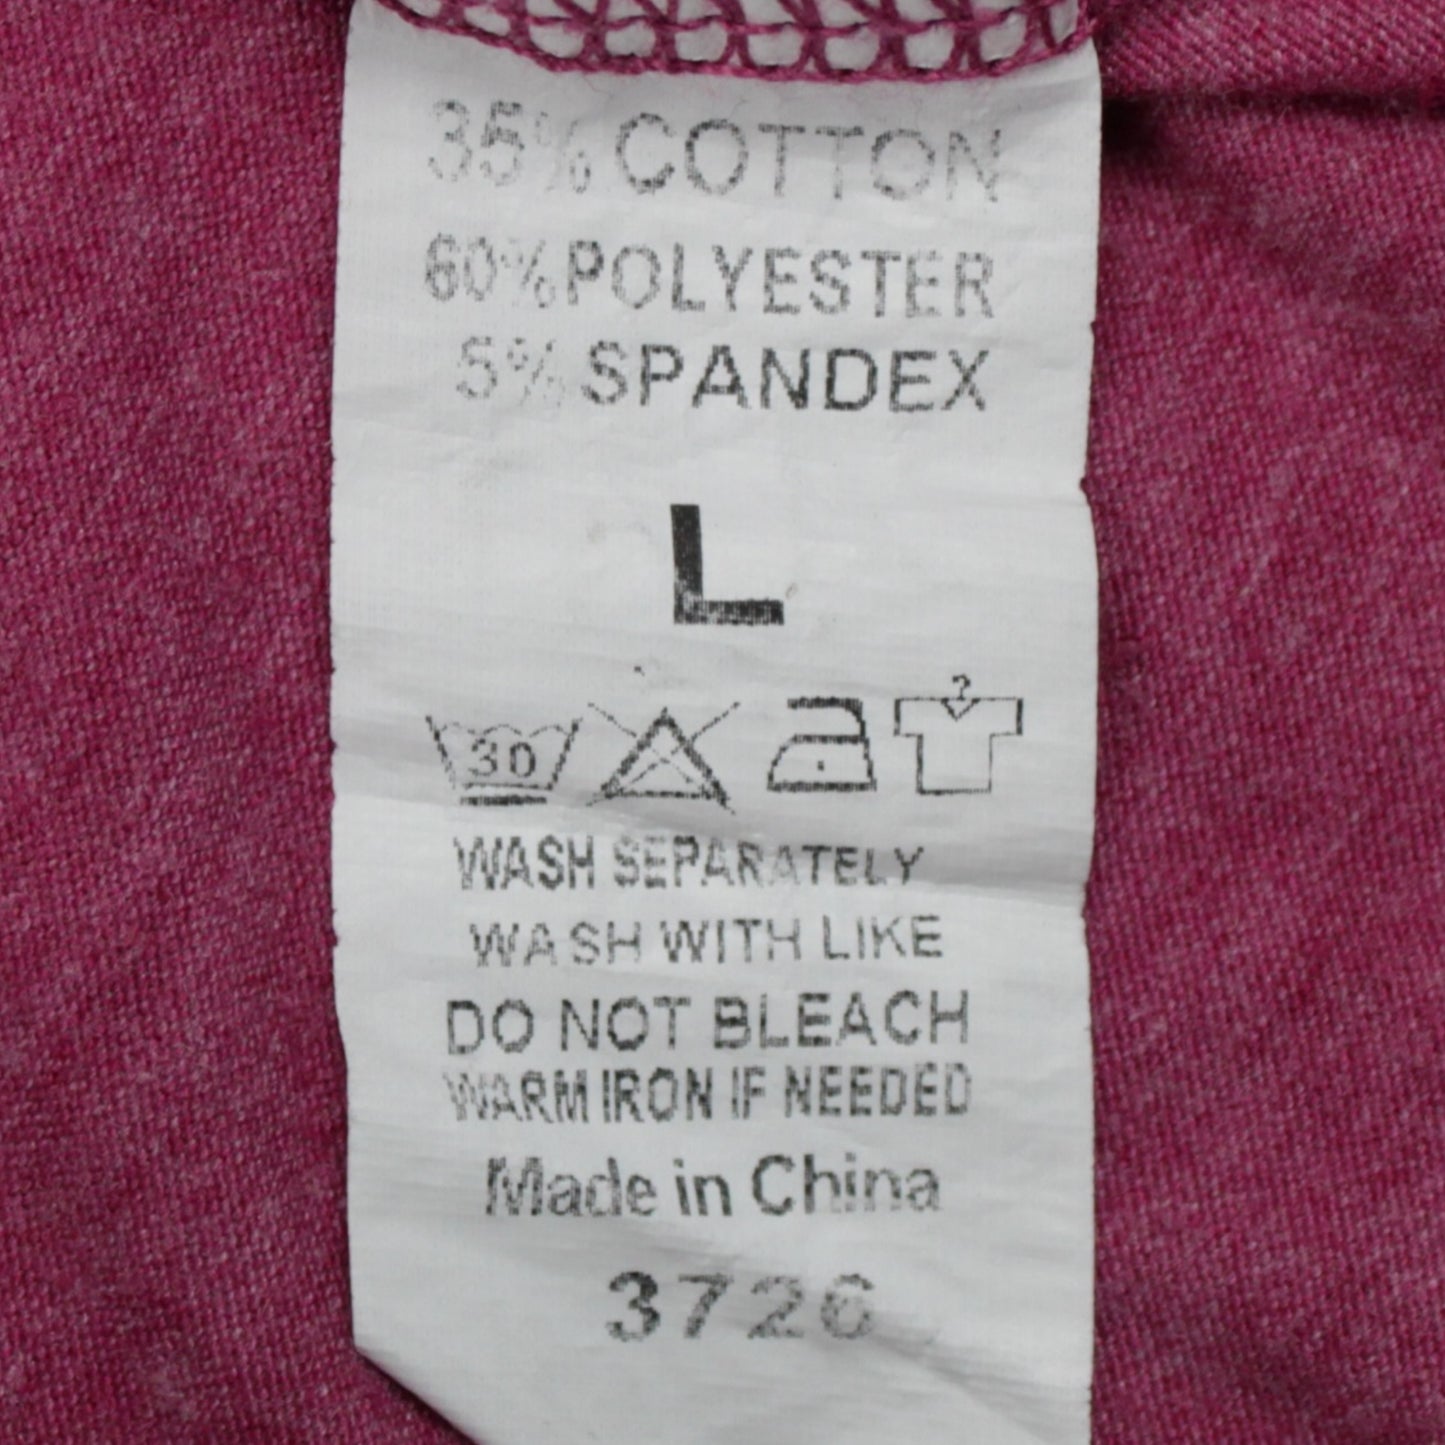 35% COTTON
60% POLYESTER
5% SPANDEX
L
30
?
WASH SEPARATELY
WASH WITH LIKE
DO NOT BLEACH
WARM IRON IF NEEDED
Made in China
3726